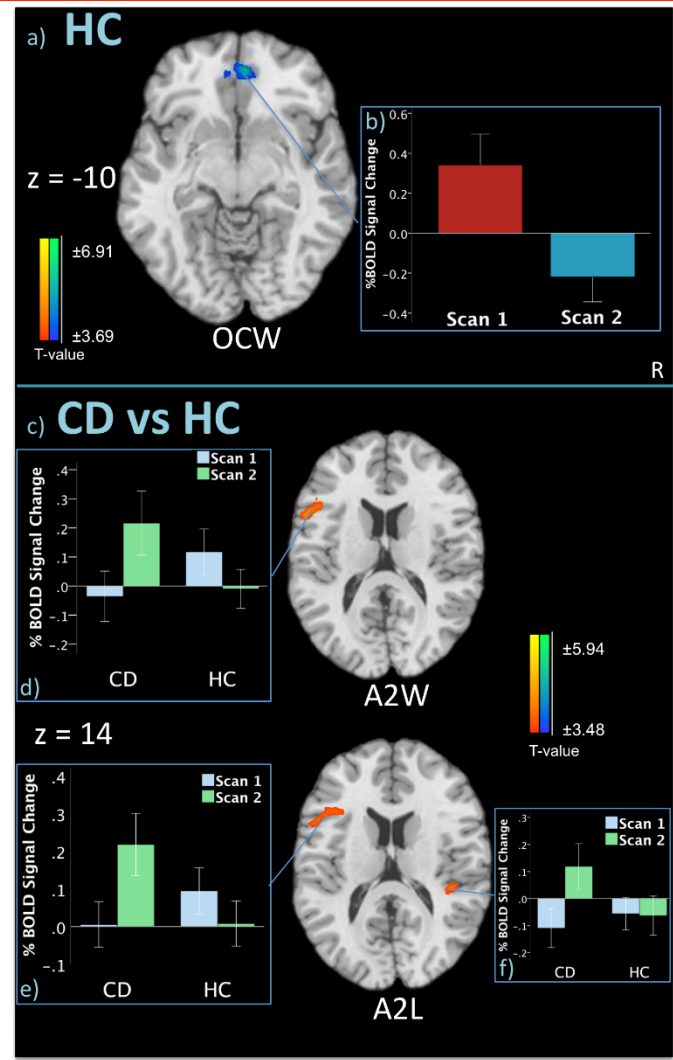 a) HC
z = -10
±6.91
±3.69
T-value
OCW
b)
%BOLD Signal Change
0.6
0.4
0.2
0.0
-0.2
-0.4
Scan 1
Scan 2
R
c) CD vs HC
Scan 1
Scan 2
% BOLD Signal Change
.4
.3
.2
.1
.0
-.1
-.2
CD HC
d)
A2W
±5.94
±3.48
T-value
z = 14
Scan 1
Scan 2
% BOLD Signal Change
.4
.3
.2
.1
.0
-.1
CD HC
e)
A2L
Scan 1
Scan 2
% BOLD Signal Change
.3
.2
.1
.0
-.1
-.2
CD HC
f)